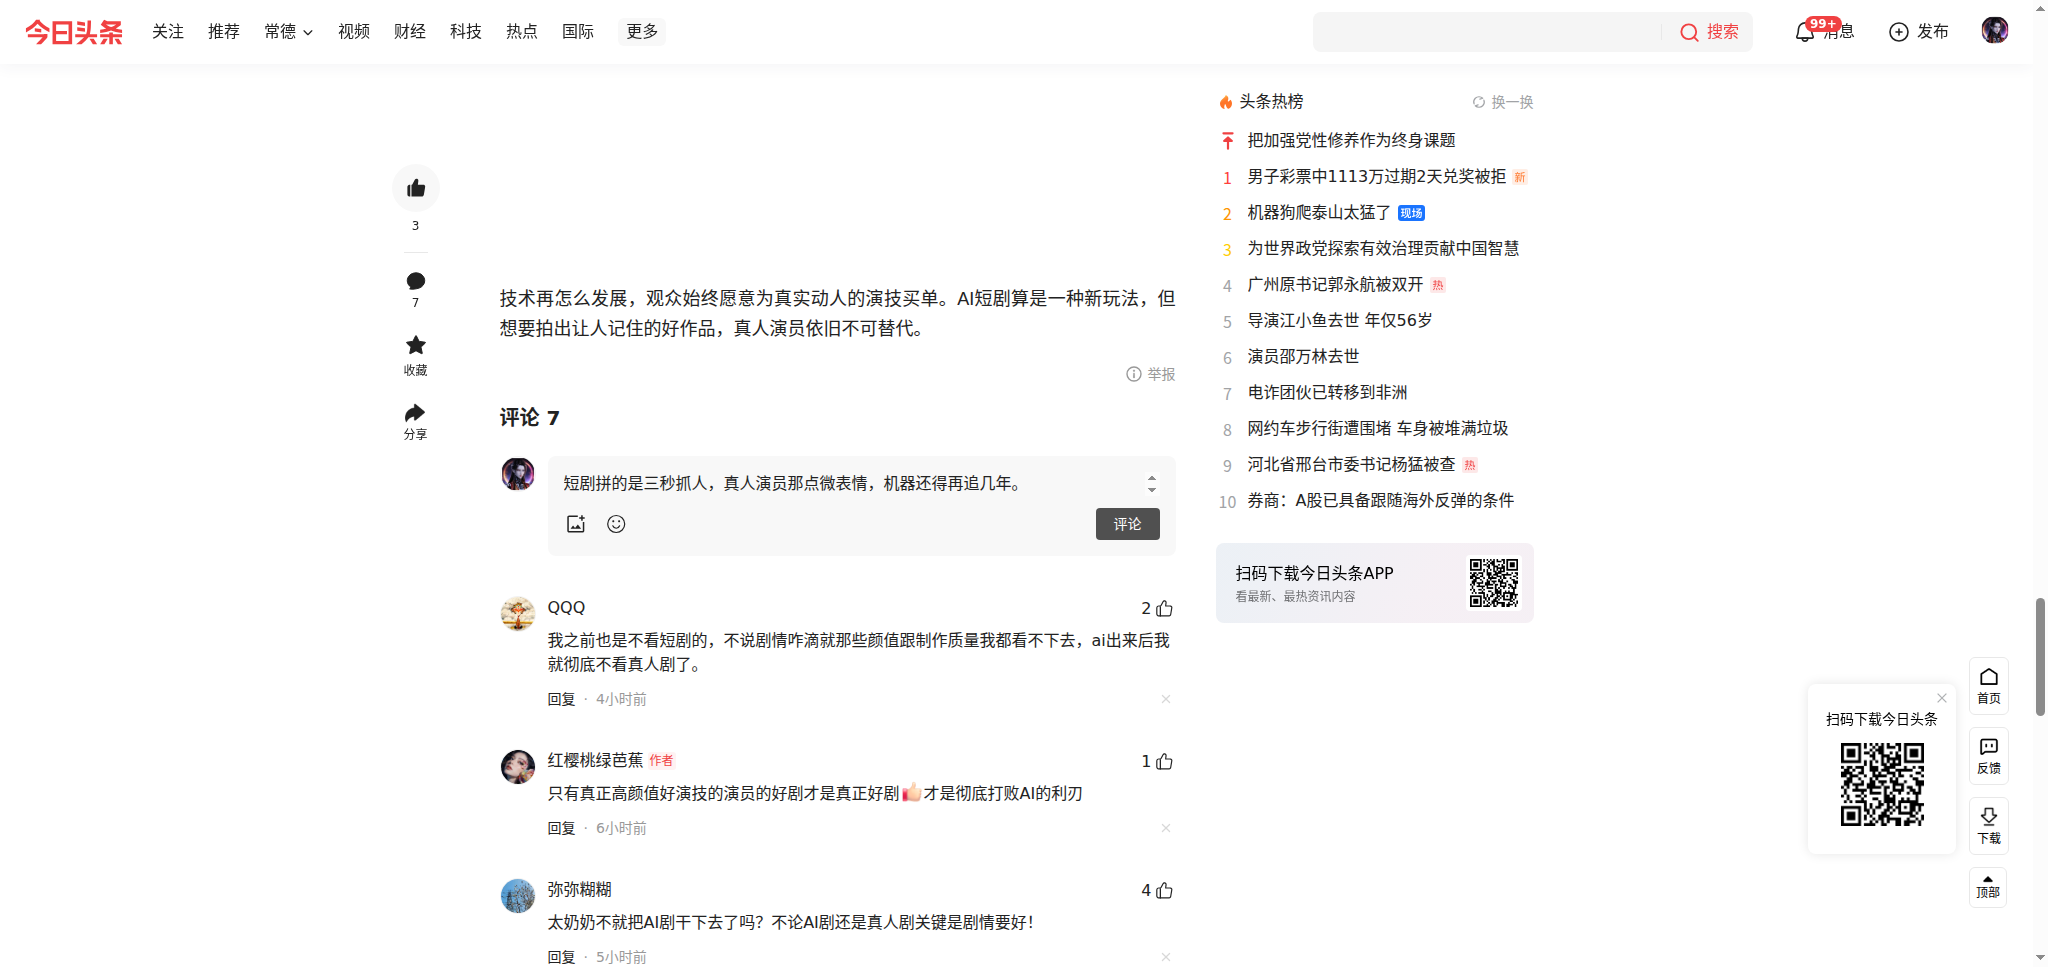 今日头条
关注 推荐 常德 视频 财经 科技 热点 国际 更多
搜索
99+
消息
发布
3
7
收藏
分享
技术再怎么发展，观众始终愿意为真实动人的演技买单。AI短剧算是一种新玩法，但
想要拍出让人记住的好作品，真人演员依旧不可替代。
举报
评论 7
短剧拼的是三秒抓人，真人演员那点微表情，机器还得再追几年。
评论
QQQ
2
我之前也是不看短剧的，不说剧情咋滴就那些颜值跟制作质量我都看不下去，ai出来后我
就彻底不看真人剧了。
回复 · 4小时前
红樱桃绿芭蕉 作者
1
只有真正高颜值好演技的演员的好剧才是真正好剧👍🏻才是彻底打败AI的利刃
回复 · 6小时前
弥弥糊糊
4
太奶奶不就把AI剧干下去了吗？不论AI剧还是真人剧关键是剧情要好！
回复 · 5小时前
头条热榜
换一换
把加强党性修养作为终身课题
1 男子彩票中1113万过期2天兑奖被拒 新
2 机器狗爬泰山太猛了 现场
3 为世界政党探索有效治理贡献中国智慧
4 广州原书记郭永航被双开 热
5 导演江小鱼去世 年仅56岁
6 演员邵万林去世
7 电诈团伙已转移到非洲
8 网约车步行街遭围堵 车身被堆满垃圾
9 河北省邢台市委书记杨猛被查 热
10 券商：A股已具备跟随海外反弹的条件
扫码下载今日头条APP
看最新、最热资讯内容
扫码下载今日头条
首页
反馈
下载
顶部